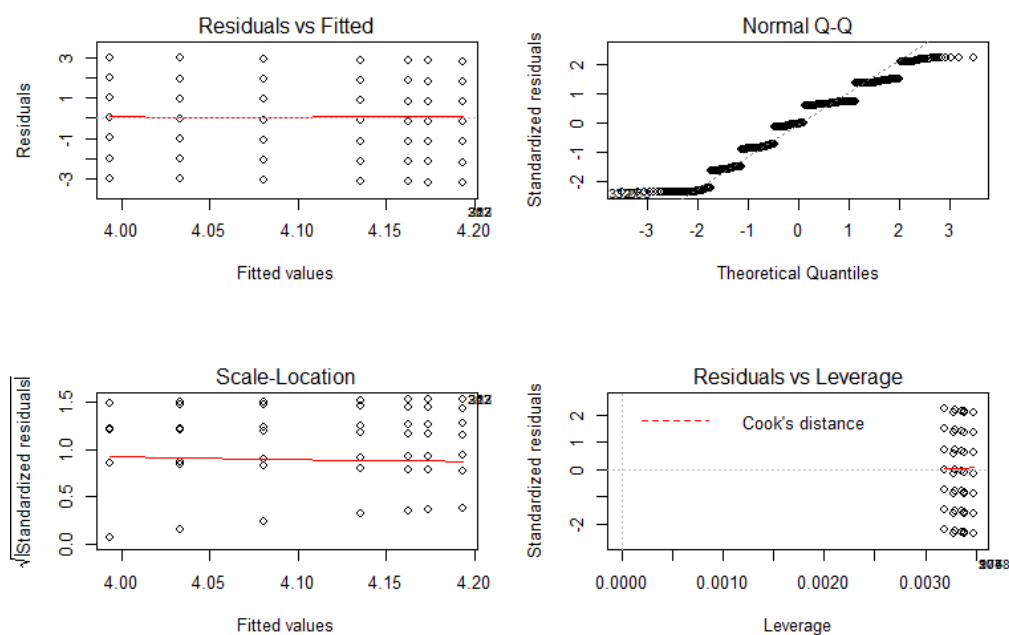 Residuals vs Fitted
Residuals
3
1
-1
-3
4.00 4.05 4.10 4.15 4.20
Fitted values
Normal Q-Q
Standardized residuals
2
1
0
-1
-2
-3 -2 -1 0 1 2 3
Theoretical Quantiles
Scale-Location
√|Standardized residuals|
1.5
1.0
0.5
0.0
4.00 4.05 4.10 4.15 4.20
Fitted values
Residuals vs Leverage
Standardized residuals
2
0
-2
Cook's distance
0.0000 0.0010 0.0020 0.0030
Leverage